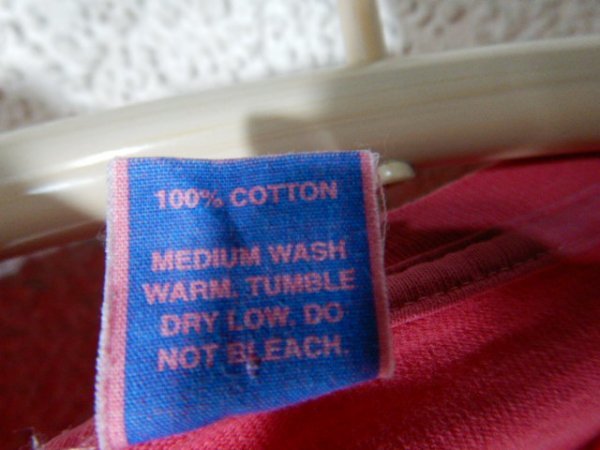 100% COTTON
MEDIUM WASH
WARM. TUMBLE
DRY LOW. DO
NOT BLEACH.